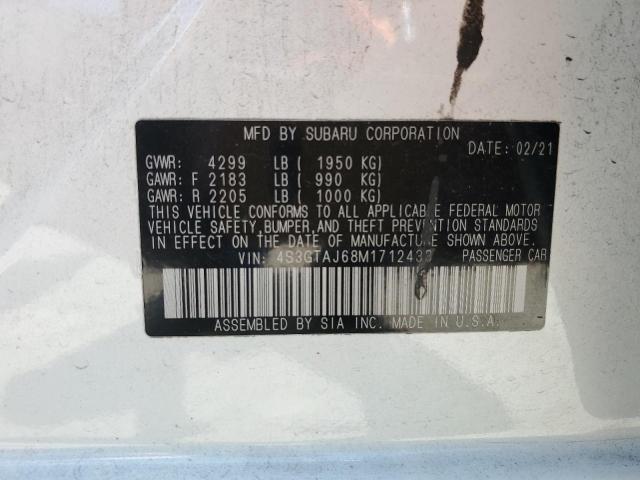 MFD BY SUBARU CORPORATION
DATE: 02/21
GVWR: 4299 LB ( 1950 KG)
GAWR: F 2183 LB ( 990 KG)
GAWR: R 2205 LB ( 1000 KG)
THIS VEHICLE CONFORMS TO ALL APPLICABLE FEDERAL MOTOR
VEHICLE SAFETY, BUMPER, AND THEFT PREVENTION STANDARDS
IN EFFECT ON THE DATE OF MANUFACTURE SHOWN ABOVE.
VIN: PASSENGER CAR
ASSEMBLED BY SIA INC. MADE IN U.S.A.